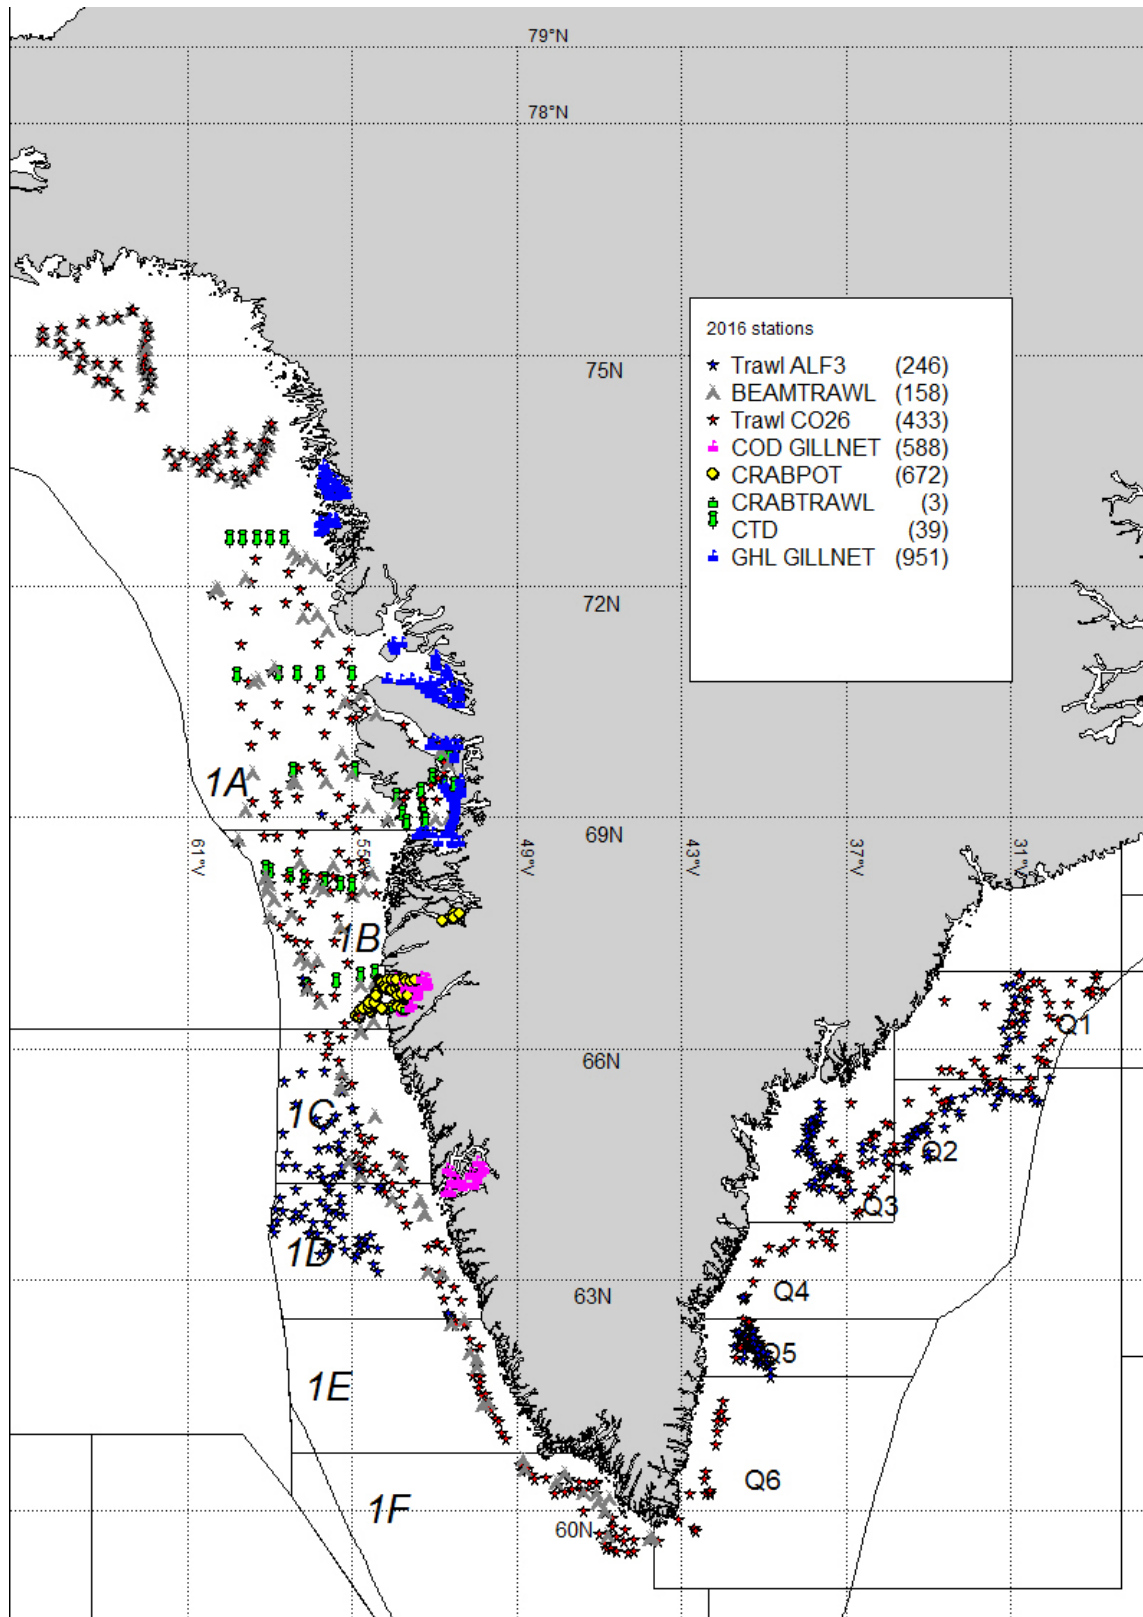 79°N
78°N
2016 stations
75N
Trawl ALF3 (246)
BEAMTRAWL (158)
Trawl CO26 (433)
COD GILLNET (588)
CRABPOT (672)
CRABTRAWL (3)
CTD (39)
GHL GILLNET (951)
72N
1A
69N
61°V
55°V
49°V
43°V
37°V
31°V
1B
Q1
66N
1C
Q2
Q3
1D
63N
Q4
Q5
1E
Q6
1F
60N